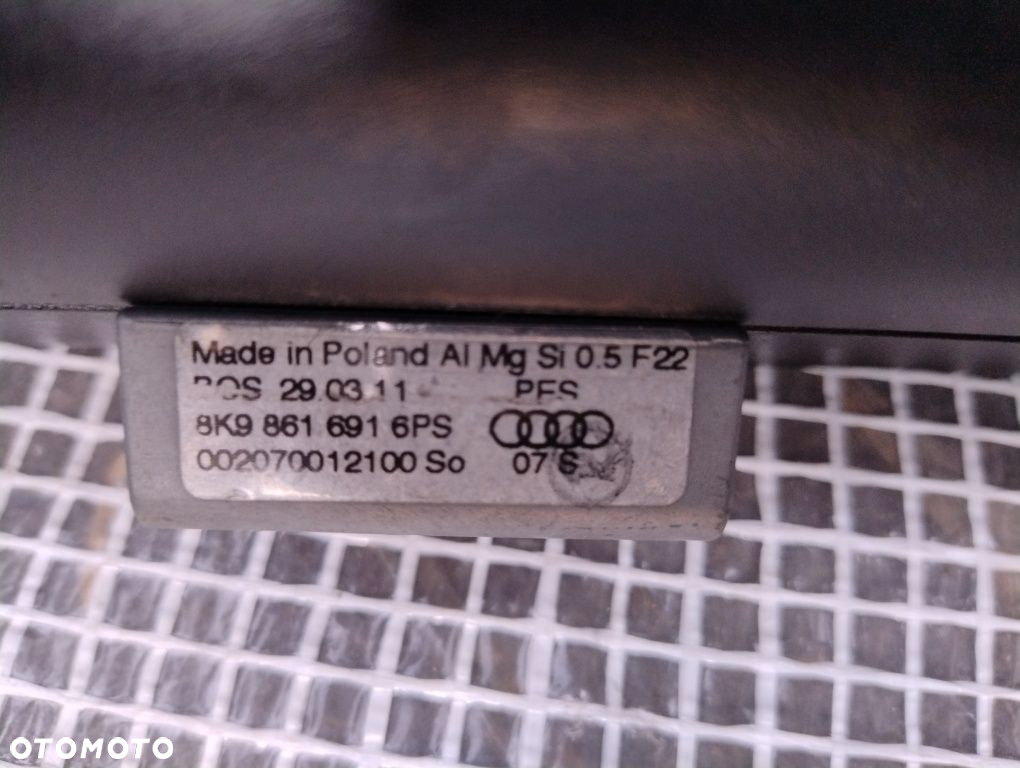 Made in Poland Al Mg Si 0.5 F22
29.03.11 PES
8K9 861 691 6PS
002070012100 So 07 S
OTOMOTO